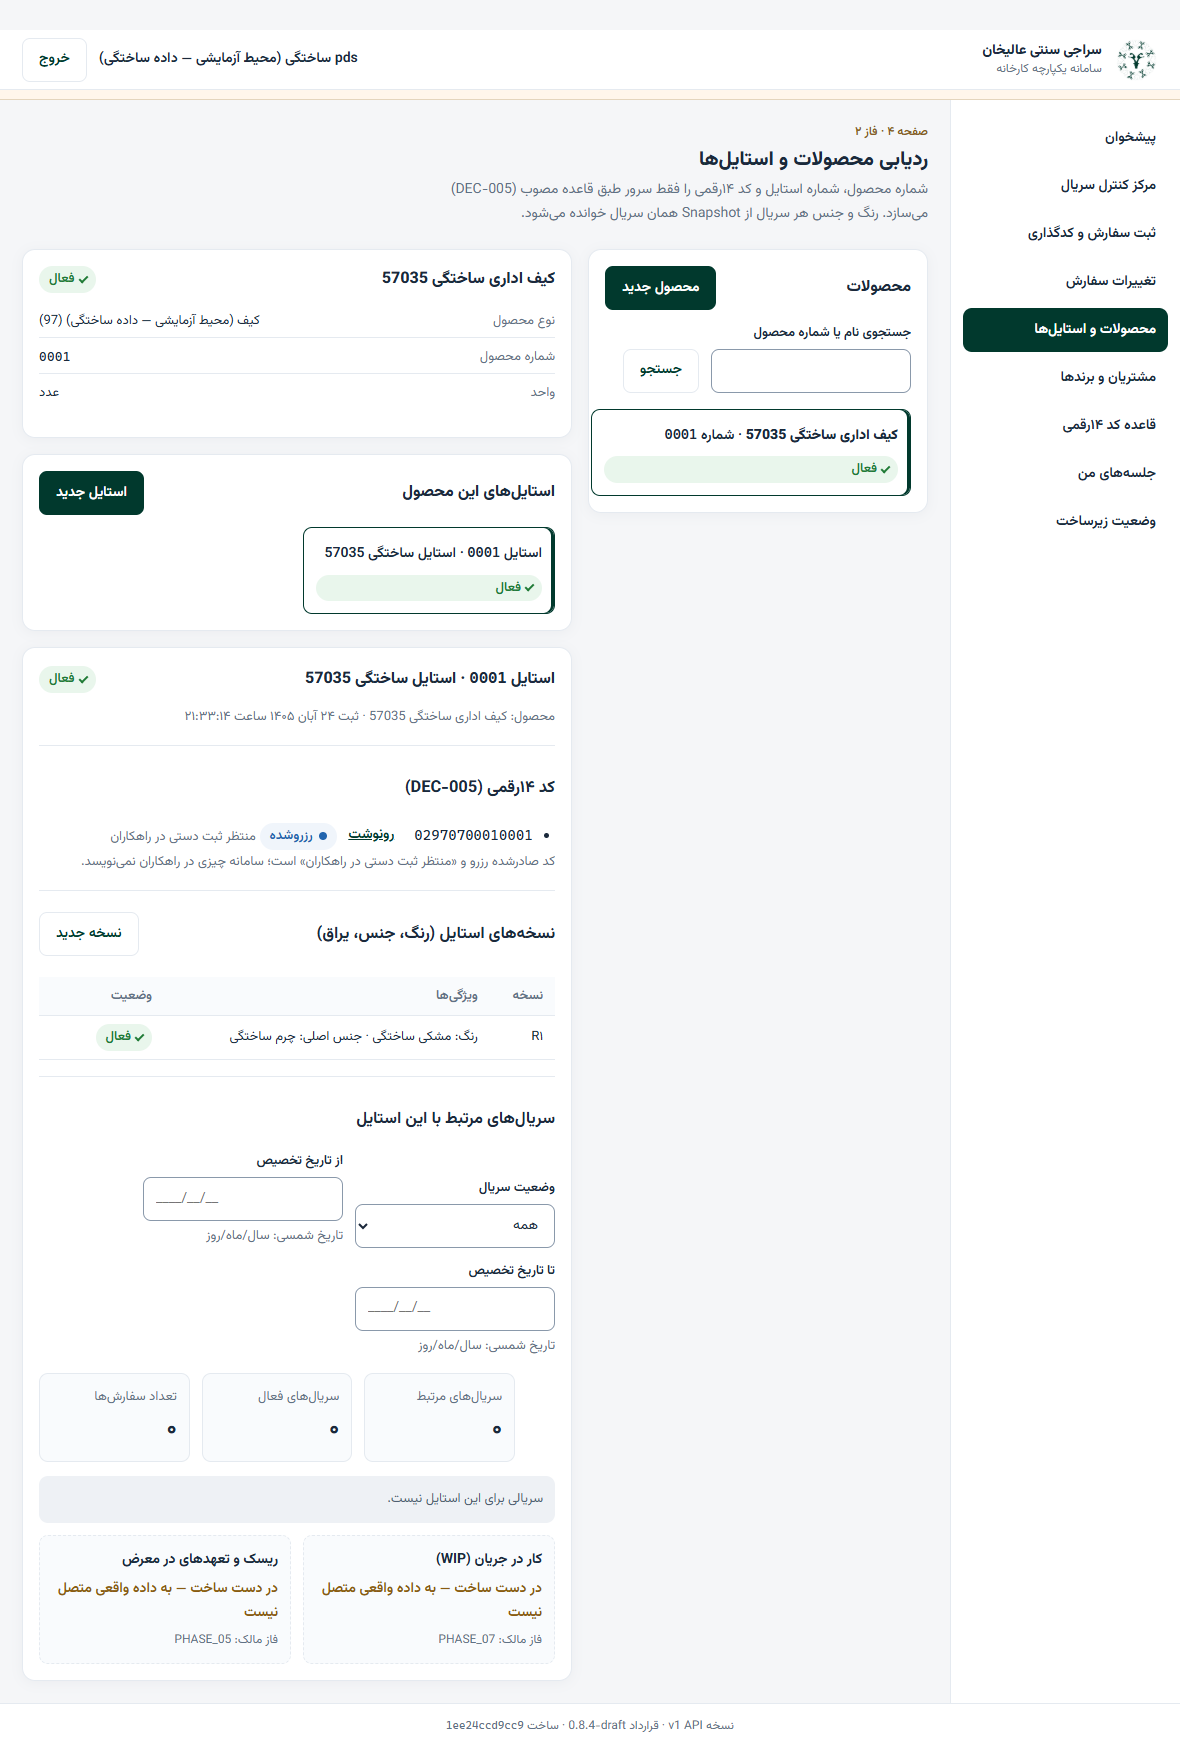 سراجی سنتی عالیخان
سامانه یکپارچه کارخانه
pds ساختگی (محیط آزمایشی — داده ساختگی)
خروج
پیشخوان
مرکز کنترل سریال
ثبت سفارش و کدگذاری
تغییرات سفارش
محصولات و استایل‌ها
مشتریان و برندها
قاعده کد ۱۴رقمی
جلسه‌های من
وضعیت زیرساخت
صفحه ۴ · فاز ۲
ردیابی محصولات و استایل‌ها
شماره محصول، شماره استایل و کد ۱۴رقمی را فقط سرور طبق قاعده مصوب (DEC-005)
می‌سازد. رنگ و جنس هر سریال از Snapshot همان سریال خوانده می‌شود.
محصولات
محصول جدید
جستجوی نام یا شماره محصول
جستجو
کیف اداری ساختگی 57035 · شماره 0001
فعال
کیف اداری ساختگی 57035
فعال
نوع محصول
کیف (محیط آزمایشی — داده ساختگی) (97)
شماره محصول
0001
واحد
عدد
استایل‌های این محصول
استایل جدید
استایل 0001 · استایل ساختگی 57035
فعال
استایل 0001 · استایل ساختگی 57035
فعال
محصول: کیف اداری ساختگی 57035 · ثبت ۲۴ آبان ۱۴۰۵ ساعت ۲۱:۳۳:۱۴
کد ۱۴رقمی (DEC-005)
02970700010001 رونوشت رزروشده منتظر ثبت دستی در راهکاران
کد صادرشده رزرو و «منتظر ثبت دستی در راهکاران» است؛ سامانه چیزی در راهکاران نمی‌نویسد.
نسخه‌های استایل (رنگ، جنس، یراق)
نسخه جدید
نسخه ویژگی‌ها وضعیت
R۱ رنگ: مشکی ساختگی · جنس اصلی: چرم ساختگی فعال
سریال‌های مرتبط با این استایل
وضعیت سریال
همه
از تاریخ تخصیص
____/__/__
تاریخ شمسی: سال/ماه/روز
تا تاریخ تخصیص
____/__/__
تاریخ شمسی: سال/ماه/روز
سریال‌های مرتبط
۰
سریال‌های فعال
۰
تعداد سفارش‌ها
۰
سریالی برای این استایل نیست.
کار در جریان (WIP)
در دست ساخت — به داده واقعی متصل
نیست
فاز مالک: PHASE_07
ریسک و تعهدهای در معرض
در دست ساخت — به داده واقعی متصل
نیست
فاز مالک: PHASE_05
نسخه v1 API · قرارداد 0.8.4-draft · ساخت 1ee24ccd9cc9